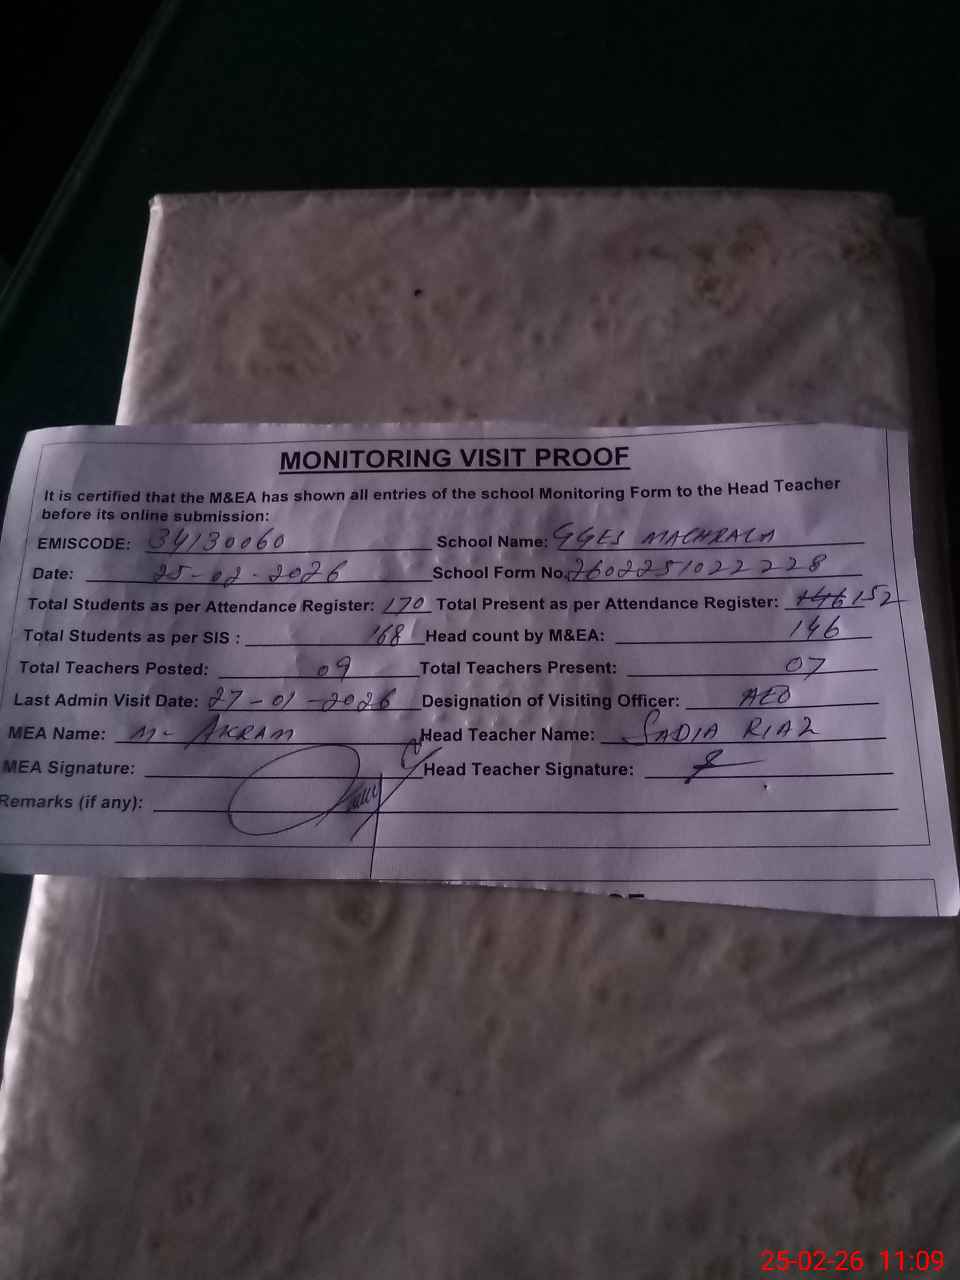 MONITORING VISIT PROOF
It is certified that the M&EA has shown all entries of the school Monitoring Form to the Head Teacher
before its online submission:
EMISCODE: 34130060 School Name: GGES MACHRALA
Date: 25-02-2026 School Form No. 2602251022228
Total Students as per Attendance Register: 170 Total Present as per Attendance Register: 146 152
Total Students as per SIS : 168 Head count by M&EA: 146
Total Teachers Posted: 09 Total Teachers Present: 07
Last Admin Visit Date: 27-01-2026 Designation of Visiting Officer: AEO
MEA Name: M- AKRAM Head Teacher Name: SADIA RIAZ
MEA Signature: Head Teacher Signature:
Remarks (if any):
25-02-26 11:09